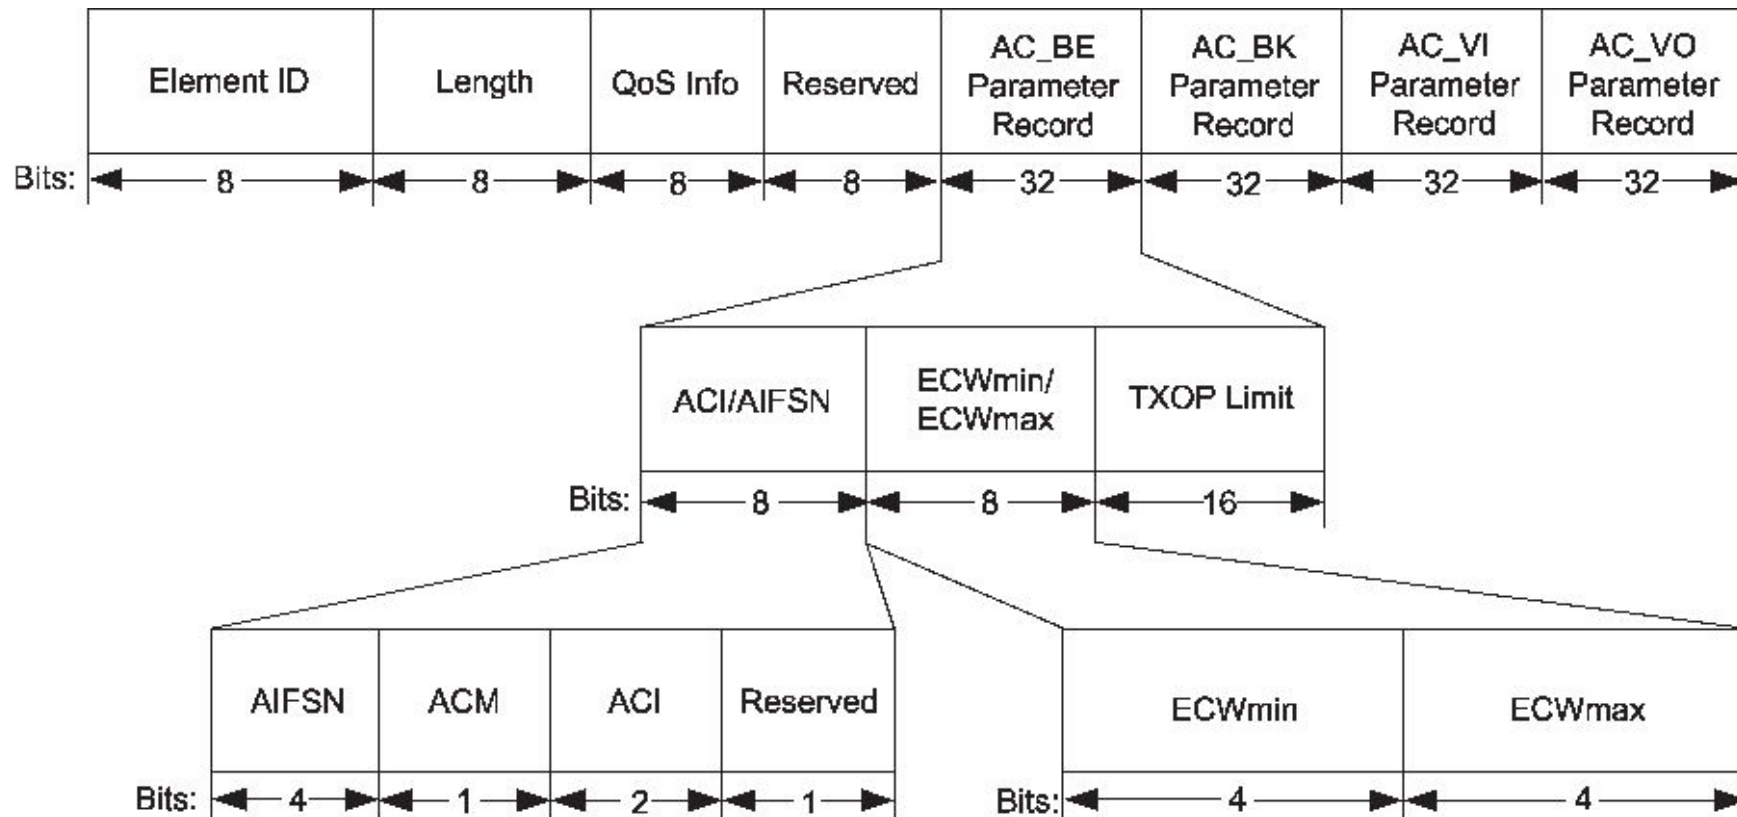 Element ID
Length
QoS Info
Reserved
AC_BE
Parameter
Record
AC_BK
Parameter
Record
AC_VI
Parameter
Record
AC_VO
Parameter
Record
Bits: 8 8 8 8 32 32 32 32
ACI/AIFSN
ECWmin/
ECWmax
TXOP Limit
Bits: 8 8 16
AIFSN
ACM
ACI
Reserved
Bits: 4 1 2 1
ECWmin
ECWmax
Bits: 4 4